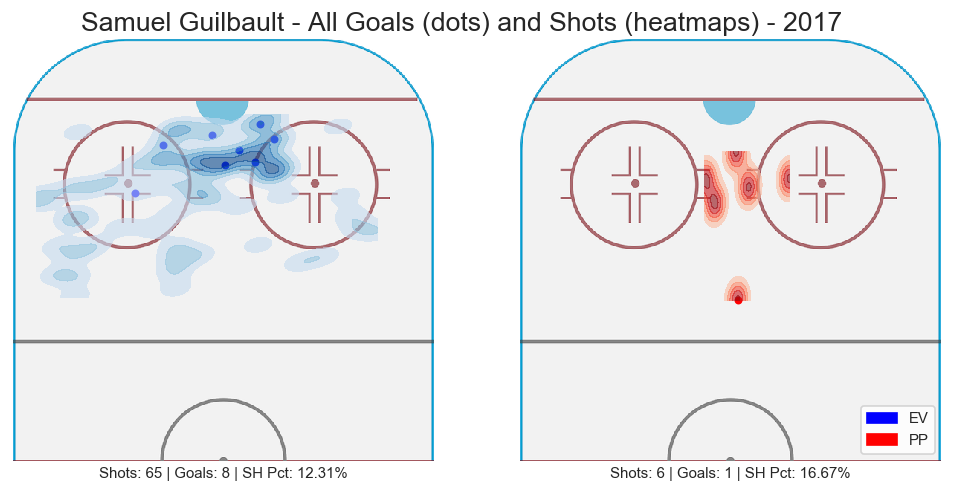 Samuel Guilbault - All Goals (dots) and Shots (heatmaps) - 2017
EV
PP
Shots: 65 | Goals: 8 | SH Pct: 12.31%
Shots: 6 | Goals: 1 | SH Pct: 16.67%